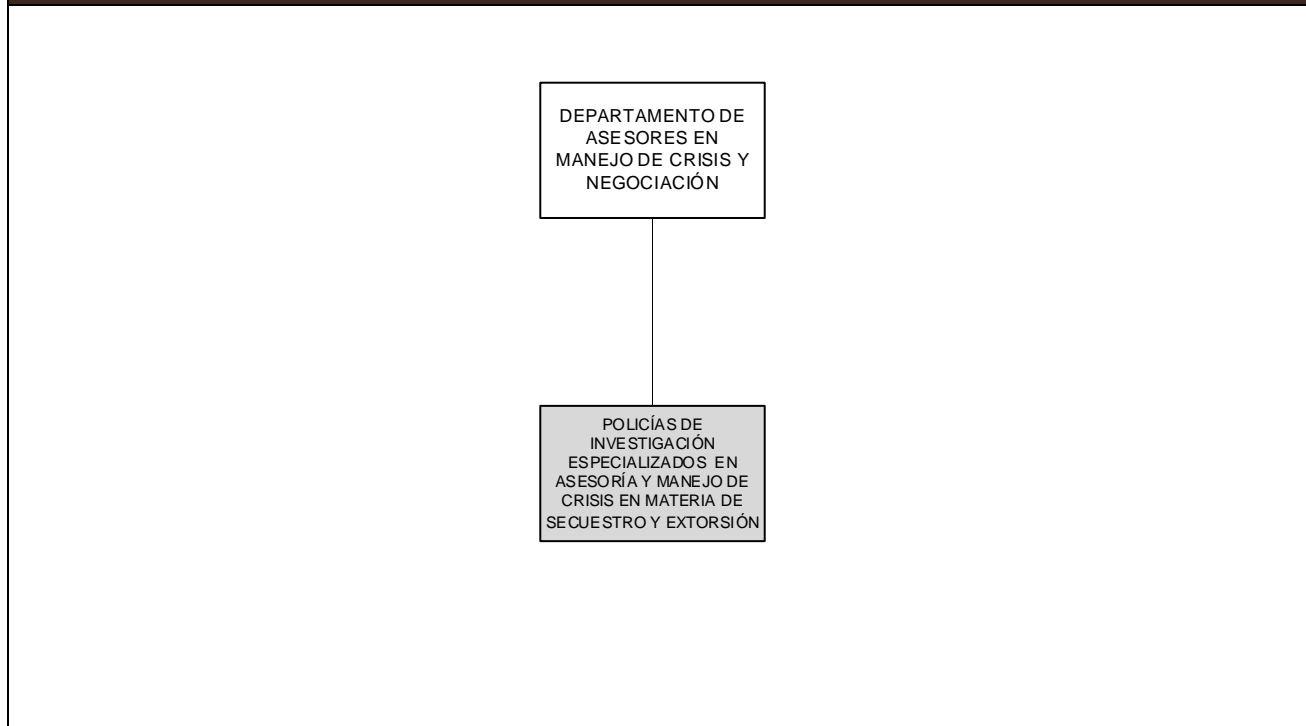 DEPARTAMENTO DE
ASESORES EN
MANEJO DE CRISIS Y
NEGOCIACIÓN
POLICÍAS DE
INVESTIGACIÓN
ESPECIALIZADOS EN
ASESORÍA Y MANEJO DE
CRISIS EN MATERIA DE
SECUESTRO Y EXTORSIÓN